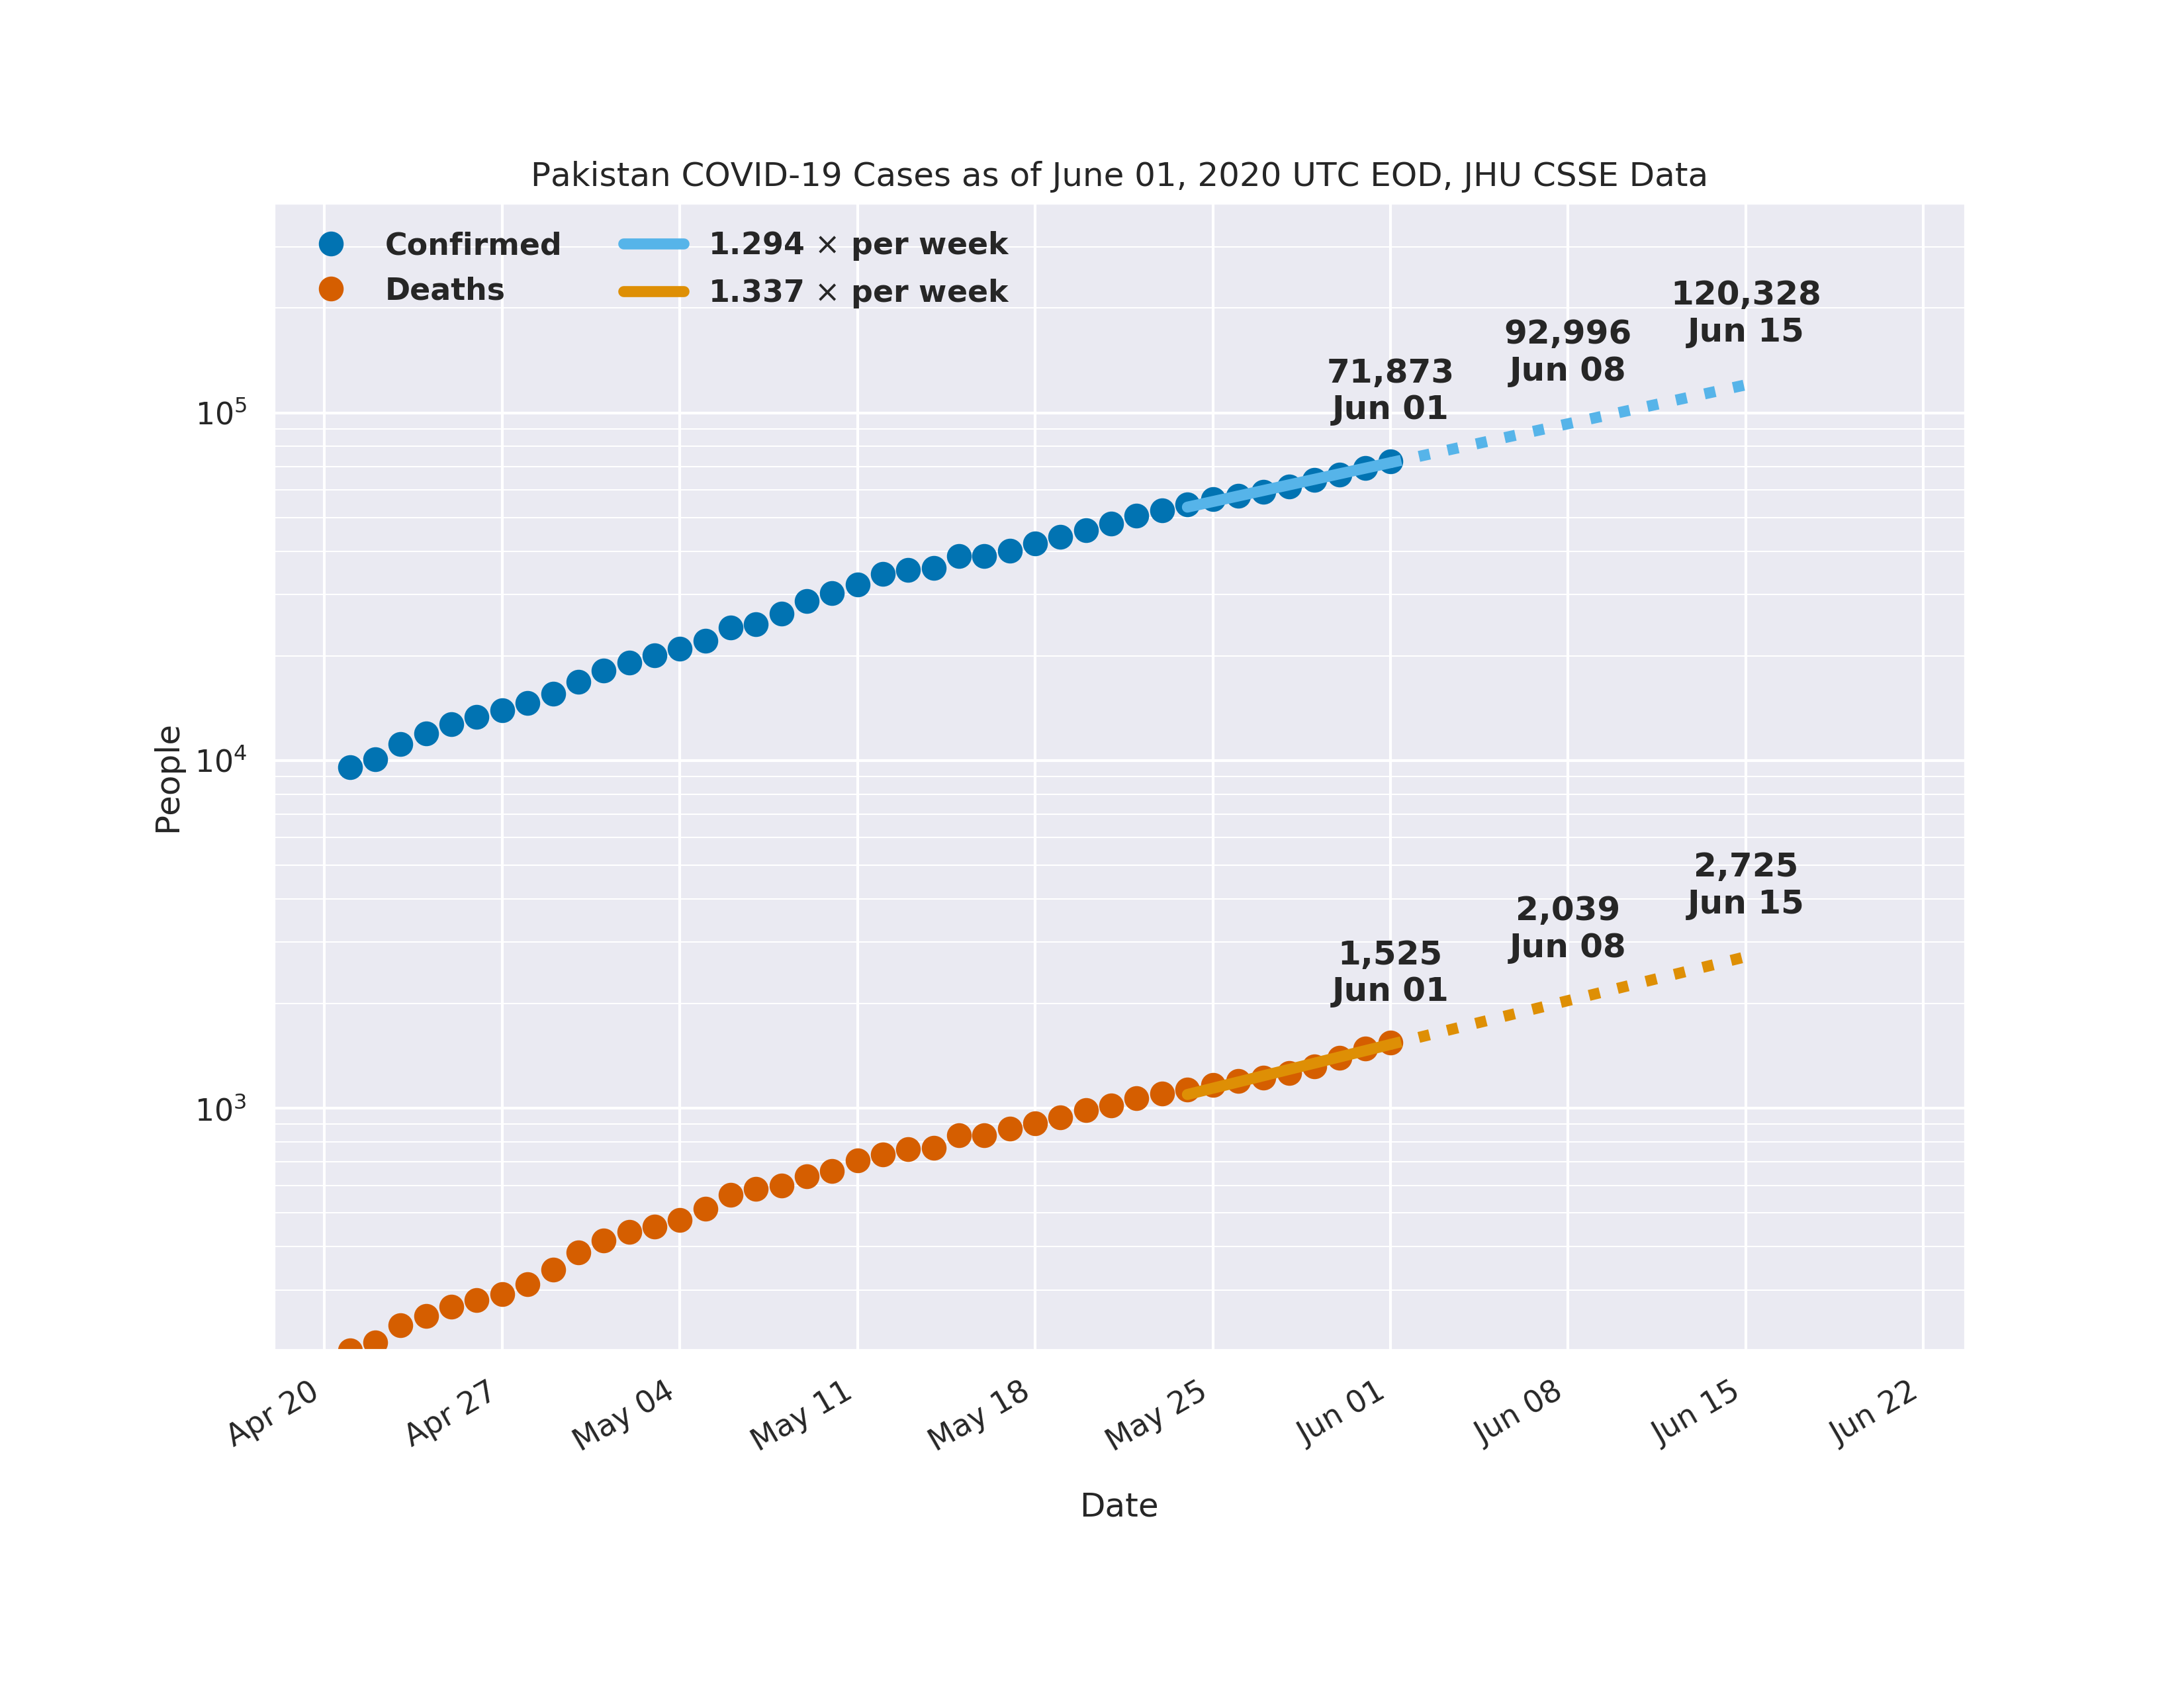 Pakistan COVID-19 Cases as of June 01, 2020 UTC EOD, JHU CSSE Data
Confirmed
Deaths
1.294 × per week
1.337 × per week
120,328
Jun 15
92,996
Jun 08
71,873
Jun 01
2,725
Jun 15
2,039
Jun 08
1,525
Jun 01
People
10⁵
10⁴
10³
Apr 20
Apr 27
May 04
May 11
May 18
May 25
Jun 01
Jun 08
Jun 15
Jun 22
Date